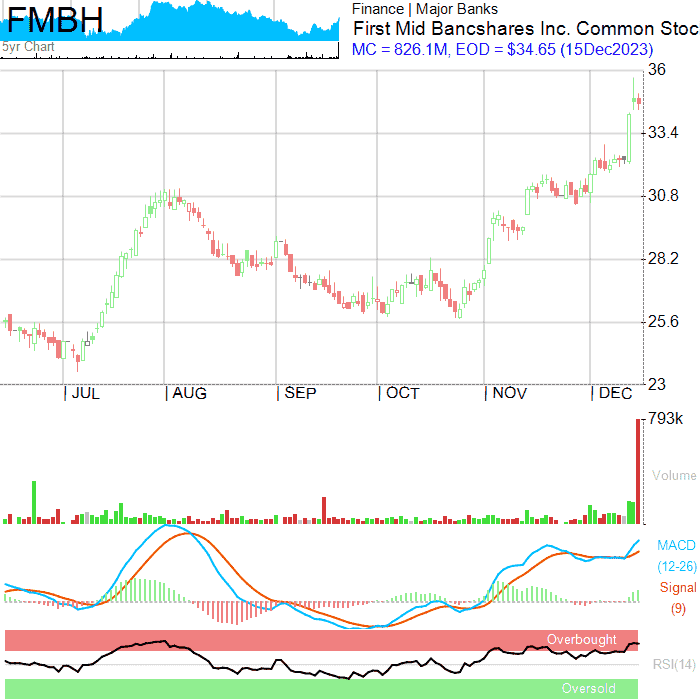 FMBH
5yr Chart
Finance | Major Banks
First Mid Bancshares Inc. Common Stoc
MC = 826.1M, EOD = $34.65 (15Dec2023)
36
33.4
30.8
28.2
25.6
23
JUL
AUG
SEP
OCT
NOV
DEC
793k
Volume
MACD
(12-26)
Signal
(9)
Overbought
RSI(14)
Oversold